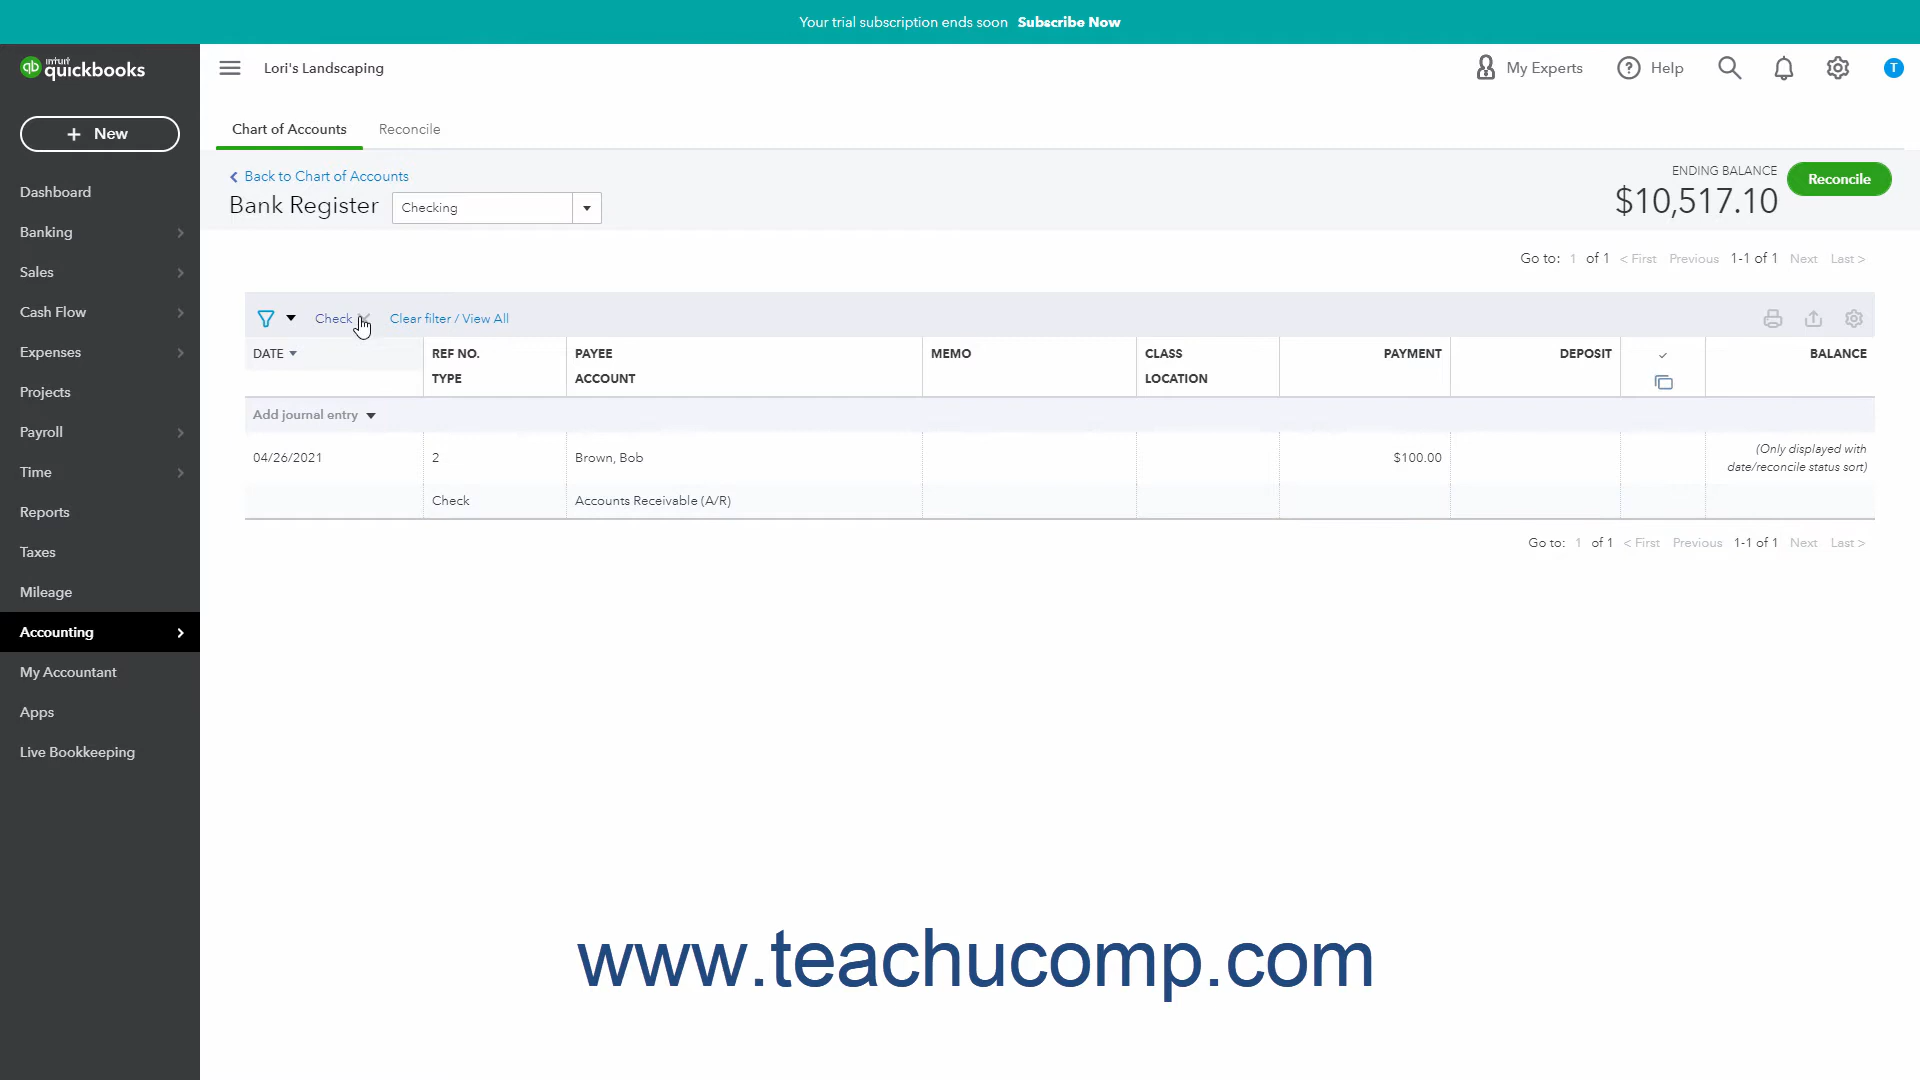 Your trial subscription ends soon Subscribe Now
intuit quickbooks
Lori's Landscaping
My Experts
Help
T
+ New
Chart of Accounts
Reconcile
Dashboard
Banking
Sales
Cash Flow
Expenses
Projects
Payroll
Time
Reports
Taxes
Mileage
Accounting
My Accountant
Apps
Live Bookkeeping
< Back to Chart of Accounts
Bank Register
Checking
ENDING BALANCE
$10,517.10
Reconcile
Go to: 1 of 1 < First Previous 1-1 of 1 Next Last >
Check
Clear filter / View All
DATE
REF NO.
TYPE
PAYEE
ACCOUNT
MEMO
CLASS
LOCATION
PAYMENT
DEPOSIT
✓
BALANCE
Add journal entry
04/26/2021
2
Brown, Bob
$100.00
(Only displayed with
date/reconcile status sort)
Check
Accounts Receivable (A/R)
Go to: 1 of 1 < First Previous 1-1 of 1 Next Last >
www.teachucomp.com